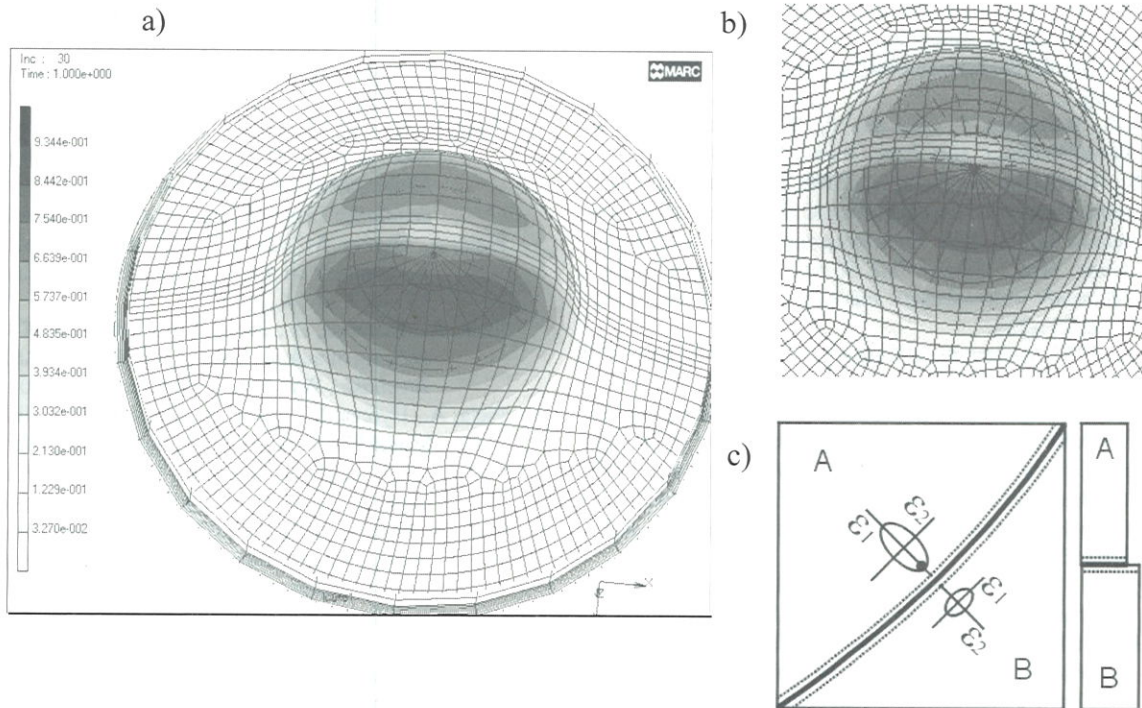 a)
b)
Inc : 30
Time : 1.000e+000
MARC
9.344e-001
8.442e-001
7.540e-001
6.639e-001
5.737e-001
4.835e-001
3.934e-001
3.032e-001
2.130e-001
1.229e-001
3.270e-002
x
c)
A
ε1
ε2
ε1
ε2
B
A
B